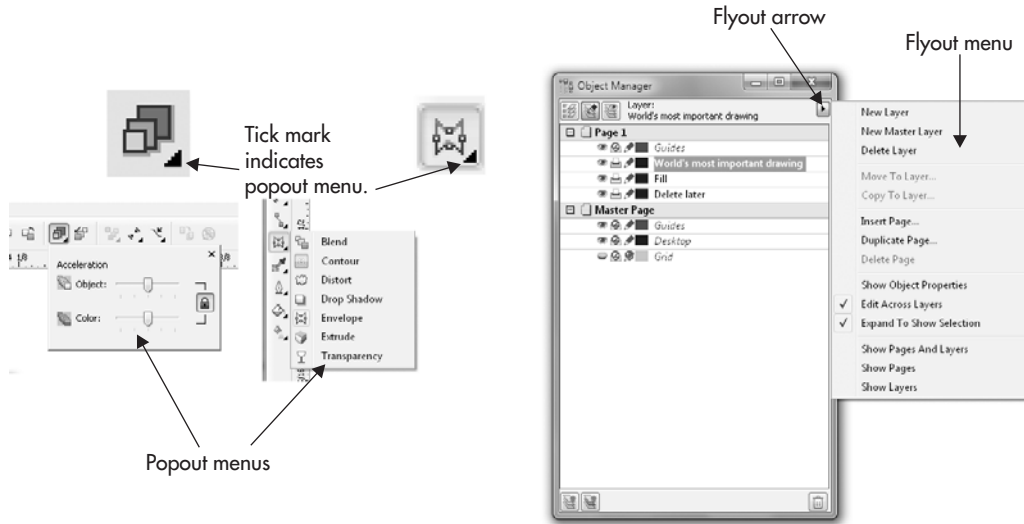 Tick mark
indicates
popout menu.
Acceleration
Object:
Color:
Blend
Contour
Distort
Drop Shadow
Envelope
Extrude
Transparency
Popout menus
Flyout arrow
Flyout menu
Object Manager
Layer:
World's most important drawing
Page 1
Guides
World's most important drawing
Fill
Delete later
Master Page
Guides
Desktop
Grid
New Layer
New Master Layer
Delete Layer
Move To Layer...
Copy To Layer...
Insert Page...
Duplicate Page...
Delete Page
Show Object Properties
Edit Across Layers
Expand To Show Selection
Show Pages And Layers
Show Pages
Show Layers